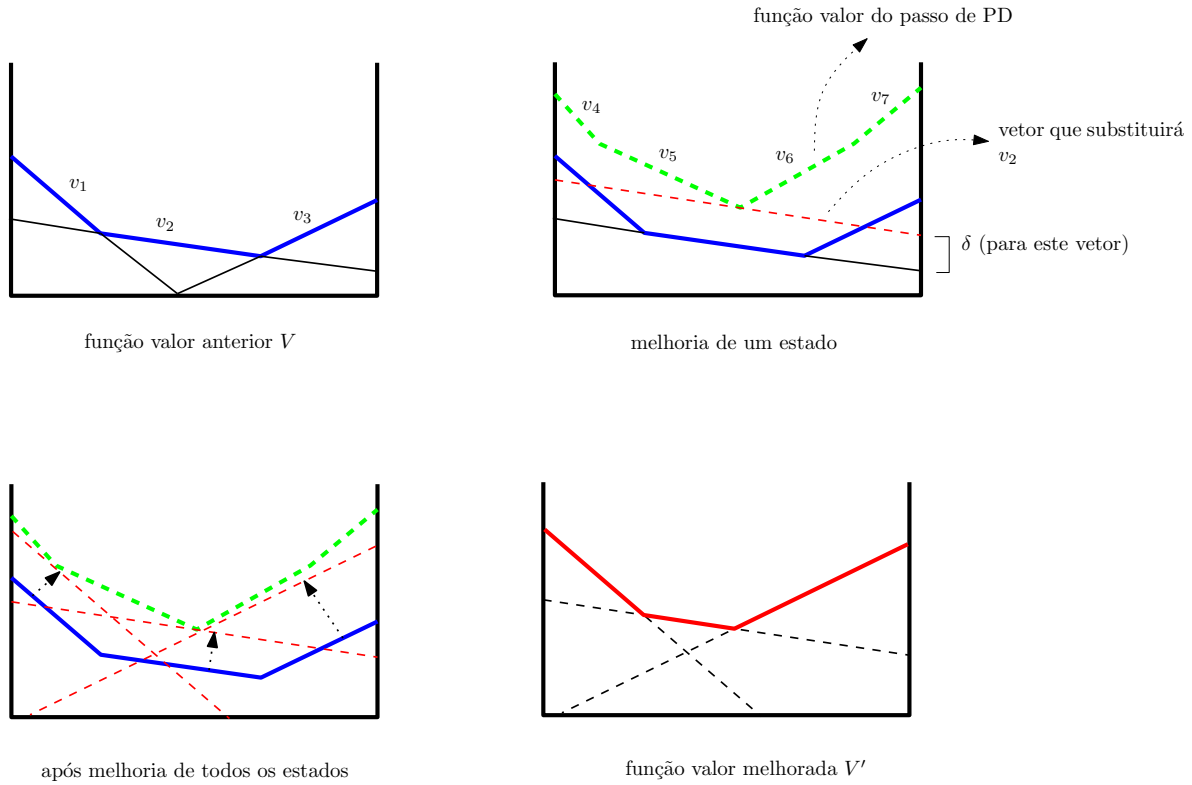 função valor do passo de PD
v₁
v₂
v₃
v₄
v₅
v₆
v₇
vetor que substituirá
v₂
δ (para este vetor)
função valor anterior V
melhoria de um estado
após melhoria de todos os estados
função valor melhorada V′